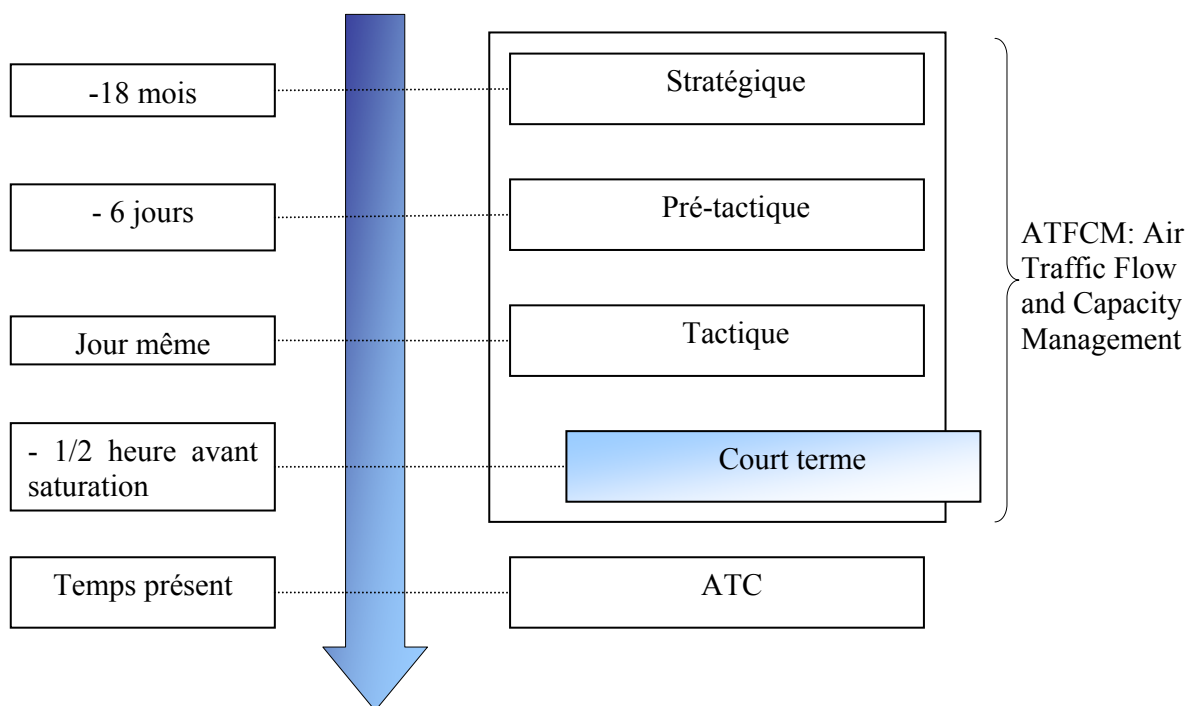 -18 mois
Stratégique
- 6 jours
Pré-tactique
ATFCM: Air
Traffic Flow
and Capacity
Management
Jour même
Tactique
- 1/2 heure avant
saturation
Court terme
Temps présent
ATC